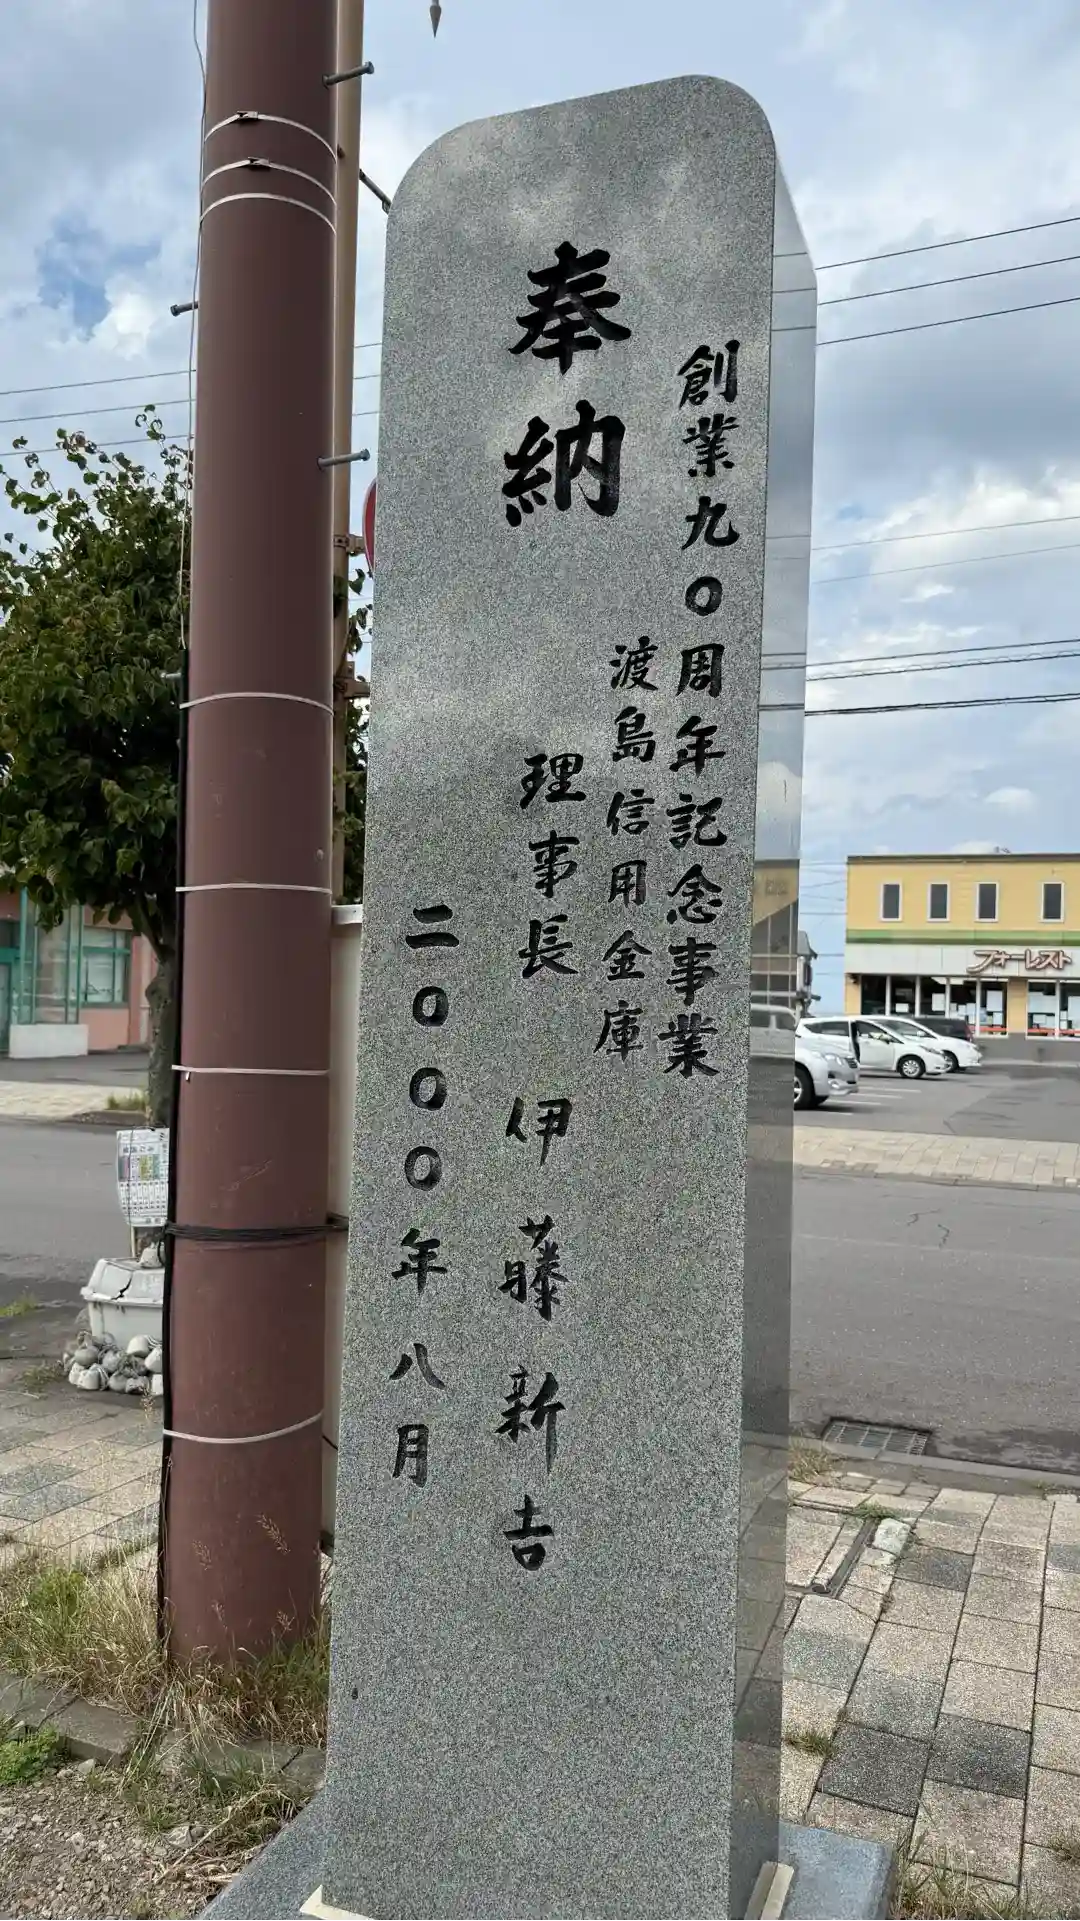 奉納
創業九〇周年記念事業
渡島信用金庫
理事長 伊藤新吉
二〇〇〇年八月
フォーレスト